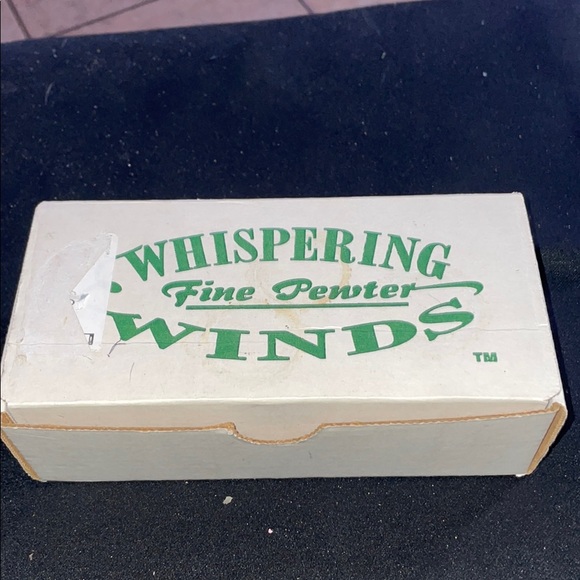 WHISPERING
Fine Pewter
WINDS
TM